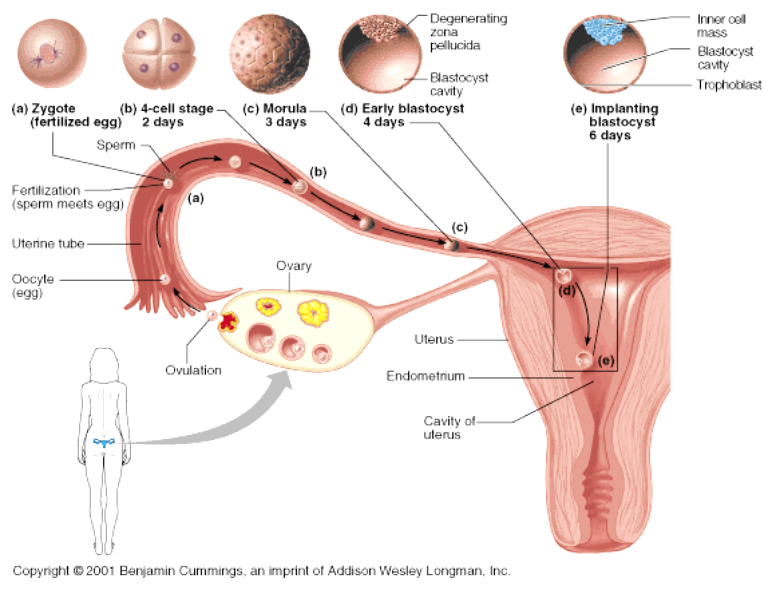 Degenerating
zona
pellucida
Blastocyst
cavity
Inner cell
mass
Blastocyst
cavity
Trophoblast
(a) Zygote
(fertilized egg)
(b) 4-cell stage
2 days
(c) Morula
3 days
(d) Early blastocyst
4 days
(e) Implanting
blastocyst
6 days
Sperm
Fertilization
(sperm meets egg)
(a)
(b)
(c)
Uterine tube
Oocyte
(egg)
Ovary
Ovulation
(d)
(e)
Uterus
Endometrium
Cavity of
uterus
Copyright © 2001 Benjamin Cummings, an imprint of Addison Wesley Longman, Inc.